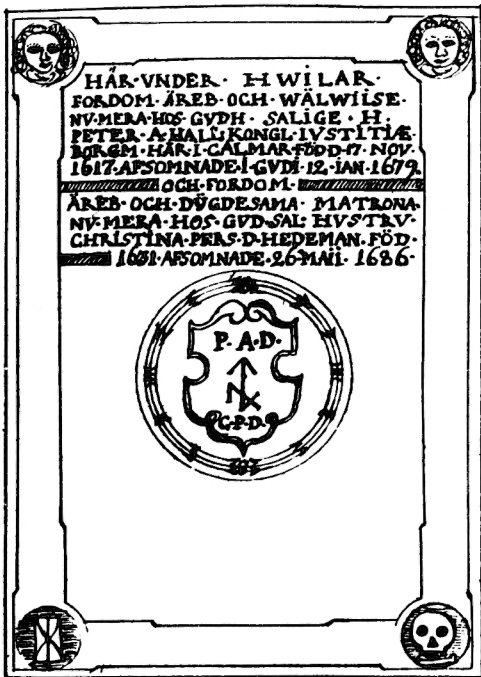 HÄR·VNDER· H WILAR·
FORDOM·ÄREB·OCH·WÄLWIISE·
NV·MERA·HOS·GVDH· SALIGE·H.
PETER·A·HALL·KONGL·IVSTITIÆ·
BORGM·HÄR·I·CALMAR·FÖDD·17·NOV·
1617·AFSOMNADE·I·GVDI·12·IAN·1679·
OCH·FORDOM·
ÄREB·OCH·DÜGDESAMA·MATRONA·
NV·MERA·HOS·GVD·SAL:HVSTRV·
CHRISTINA·PERS·D·HEDEMAN·FÖD·
1631·AFSOMNADE·26·MAII·1686·
P·A·D·
C·P·D·